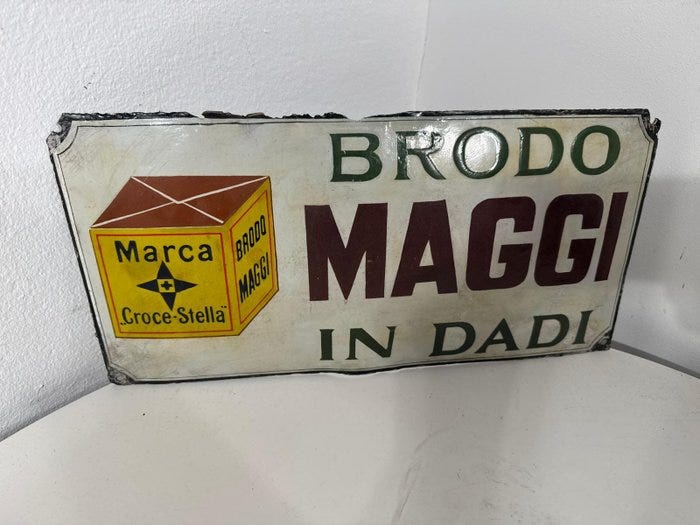 BRODO
MAGGI
IN DADI
Marca
„Croce-Stella"
BRODO
MAGGI